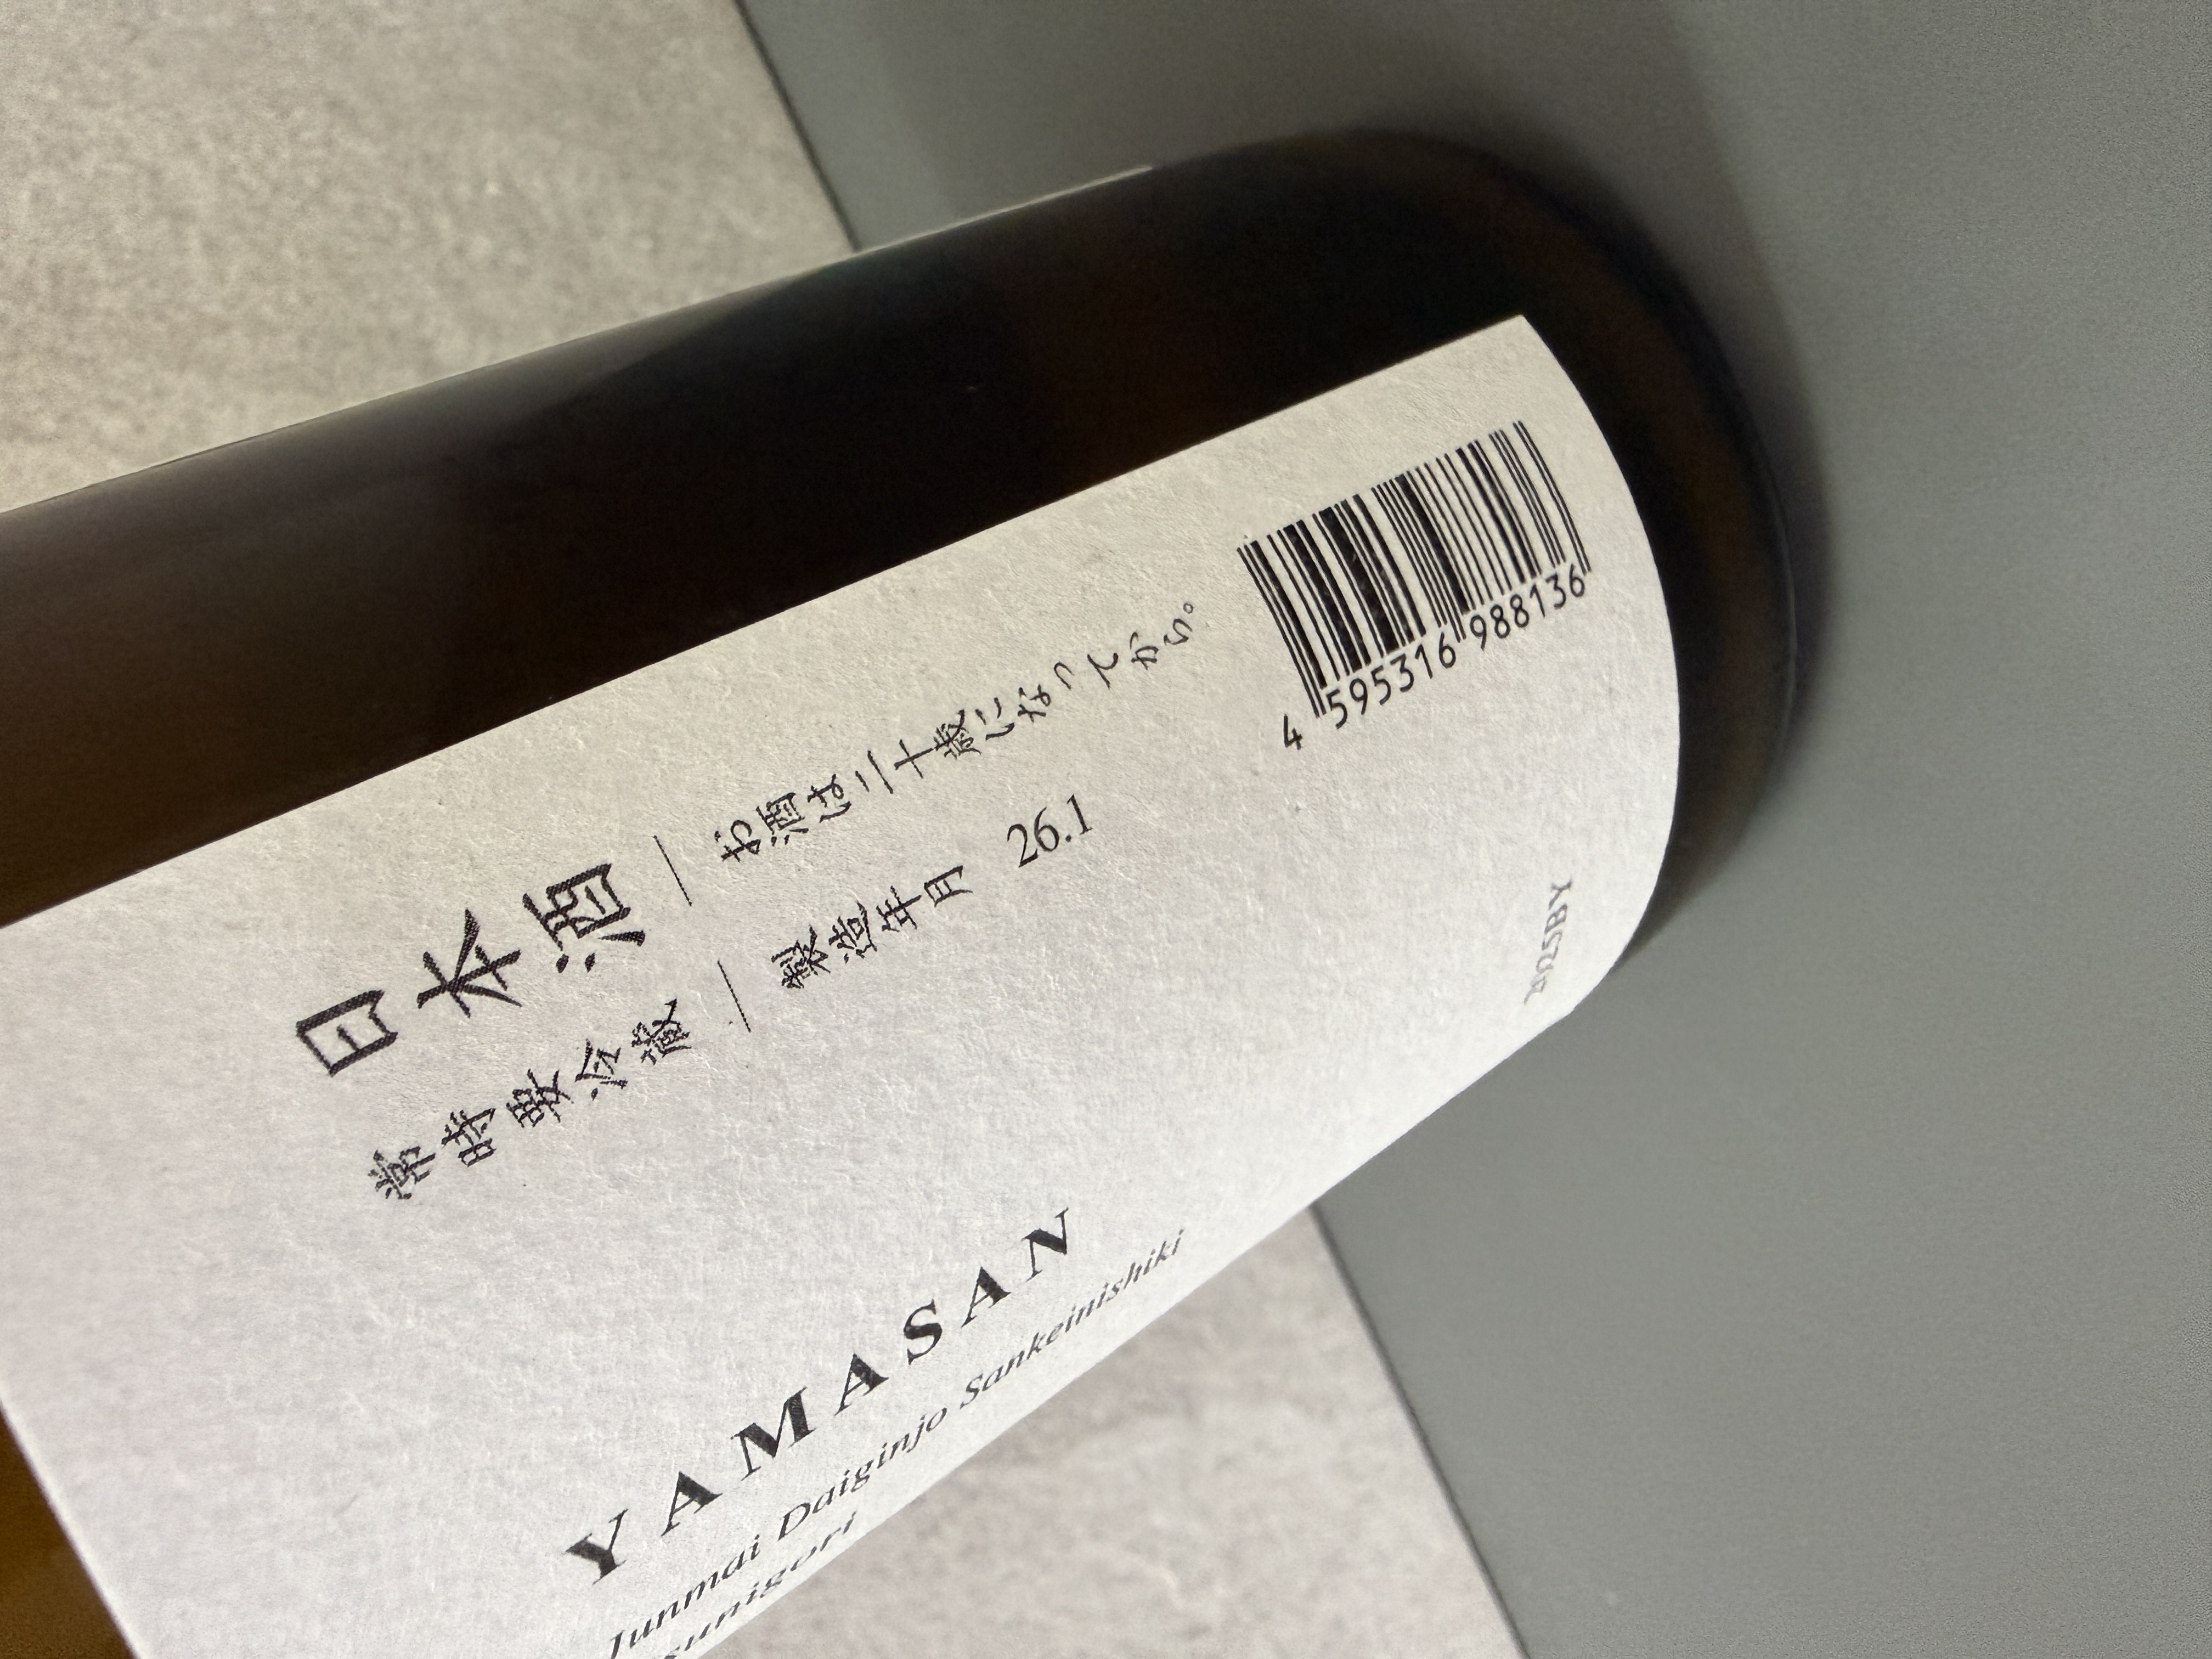 日本酒 | お酒は二十歳になってから。
常時要冷蔵 | 製造年月 26.1
4 595316 988136
YAMASAN
Junmai Daiginjo Sankeinishiki